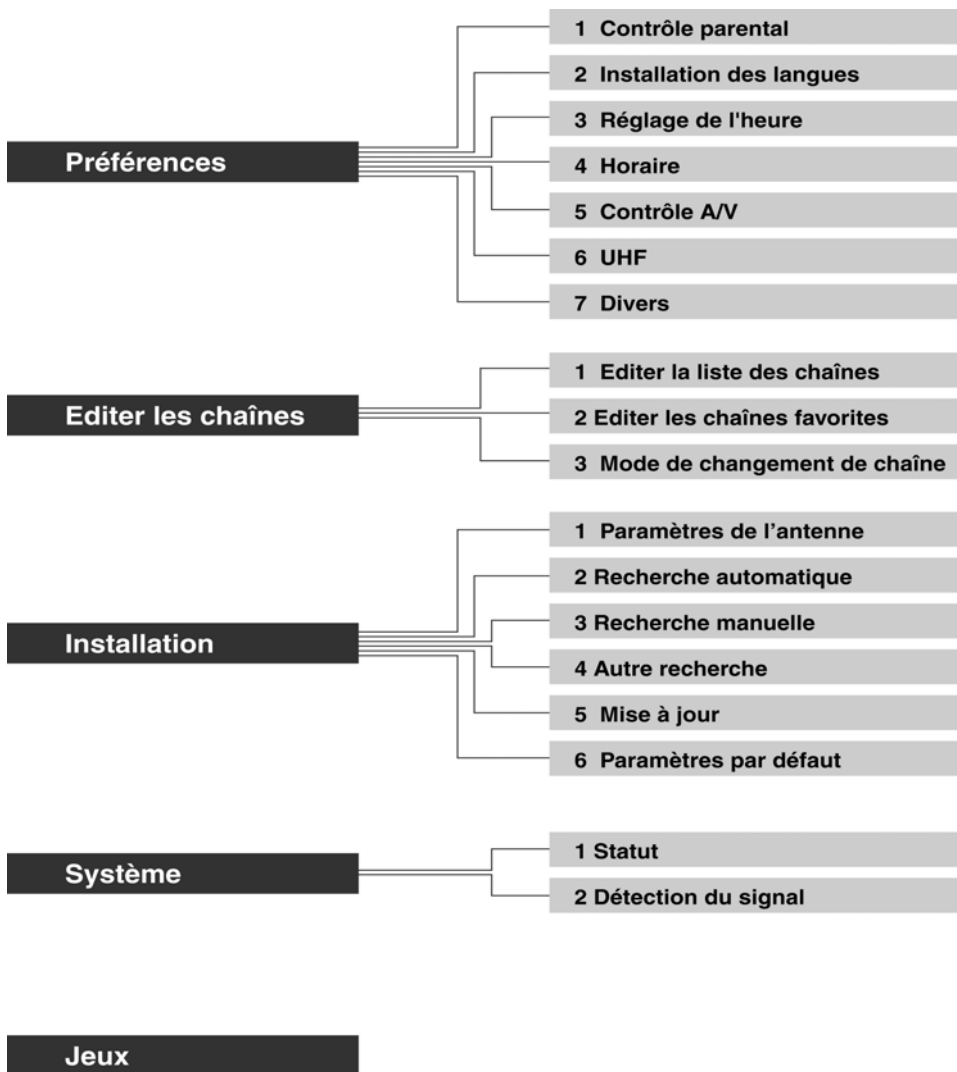 Préférences
1 Contrôle parental
2 Installation des langues
3 Réglage de l'heure
4 Horaire
5 Contrôle A/V
6 UHF
7 Divers
Editer les chaînes
1 Editer la liste des chaînes
2 Editer les chaînes favorites
3 Mode de changement de chaîne
Installation
1 Paramètres de l’antenne
2 Recherche automatique
3 Recherche manuelle
4 Autre recherche
5 Mise à jour
6 Paramètres par défaut
Système
1 Statut
2 Détection du signal
Jeux